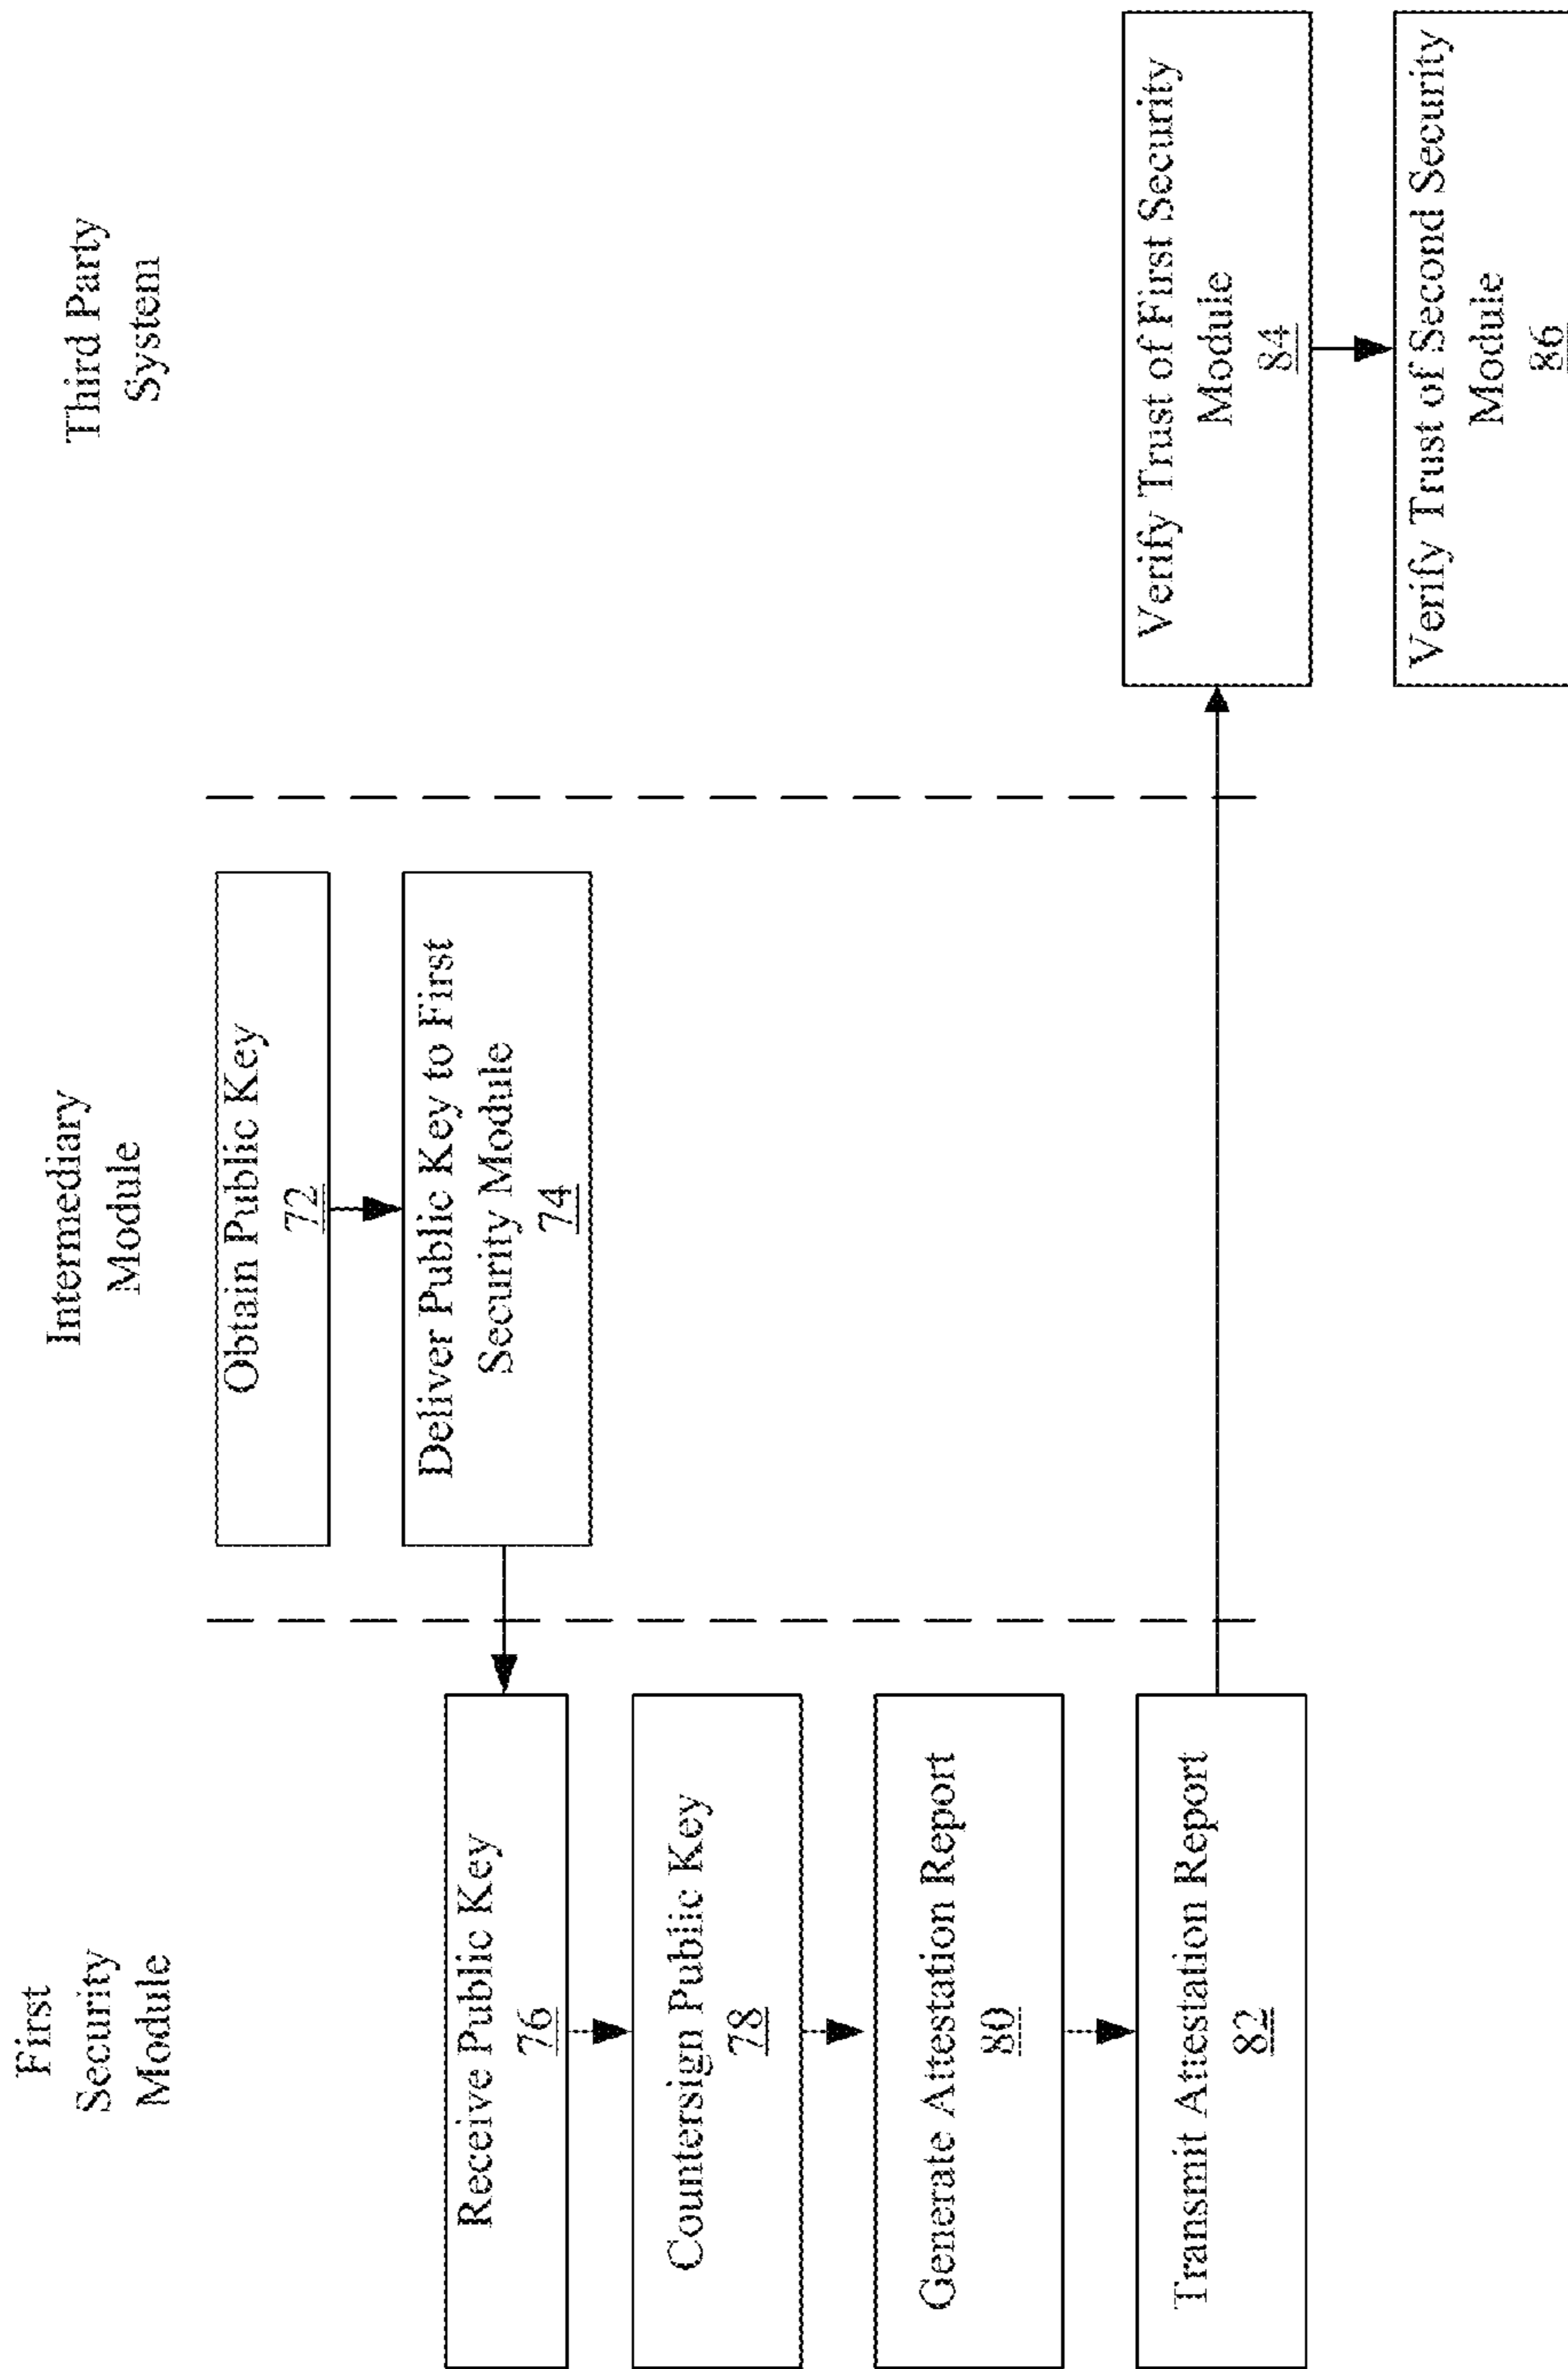 First
Security
Module
Intermediary
Module
Third Party
System
Obtain Public Key
72
Deliver Public Key to First
Security Module
74
Receive Public Key
76
Countersign Public Key
78
Generate Attestation Report
80
Transmit Attestation Report
82
Verify Trust of First Security
Module
84
Verify Trust of Second Security
Module
86